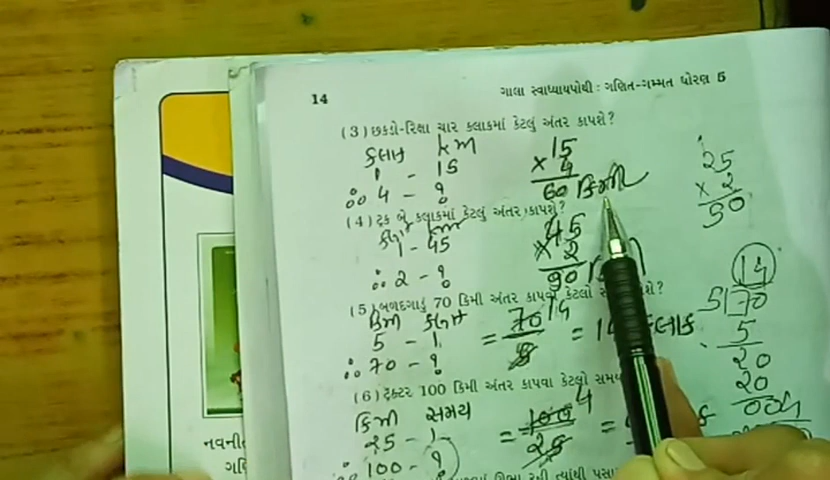 14
ગાલા સ્વાધ્યાયપોથી : ગણિત-ગમ્મત ધોરણ 5
(3) છકડો-રિક્ષા ચાર કલાકમાં કેટલું અંતર કાપશે?
કલાક કિમી
1 - 15
∴ 4 - ?
15
× 4
60 કિમી
25
× 2
50
(4) ટ્રક બે કલાકમાં કેટલું અંતર કાપશે?
1 - 45
∴ 2 - ?
45
× 2
90
(5) બળદગાડું 70 કિમી અંતર કાપવા કેટલો
કિમી કલાક
5 - 1
∴ 70 - ?
= 70 14
5
કલાક
14
5 70
5
20
20
00
(6) ટ્રેક્ટર 100 કિમી અંતર કાપવા કેટલો સમય
કિમી સમય
25 - 1
∴ 100 - ?
= 100 4
25
=
નવની
ગણિ